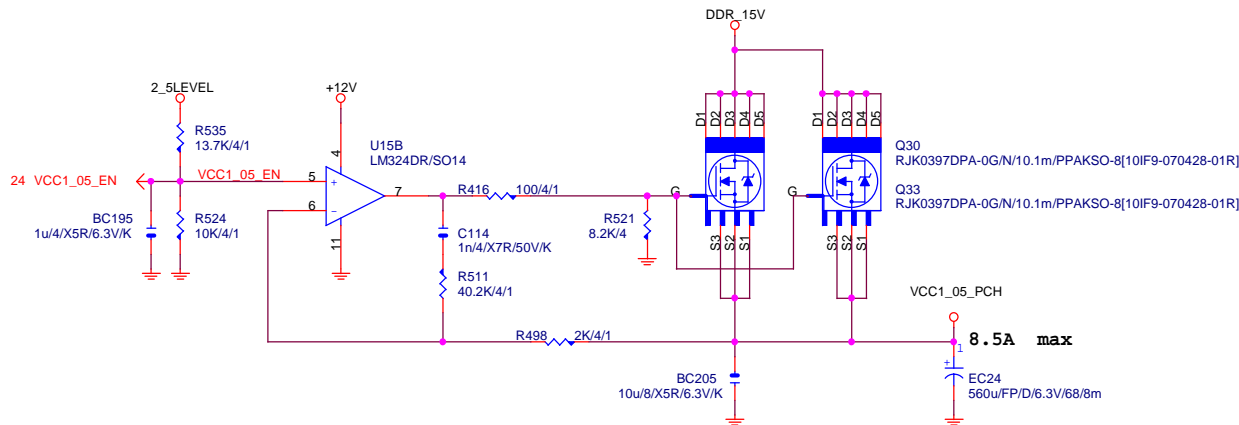 DDR_15V
2_5LEVEL
+12V
D1
D2
D3
D4
D5
D1
D2
D3
D4
D5
R535
13.7K/4/1
4
U15B
LM324DR/SO14
Q30
RJK0397DPA-0G/N/10.1m/PPAKSO-8[10IF9-070428-01R]
24 VCC1_05_EN
VCC1_05_EN
5
+
7
R416
100/4/1
G
G
Q33
RJK0397DPA-0G/N/10.1m/PPAKSO-8[10IF9-070428-01R]
6
−
BC195
1u/4/X5R/6.3V/K
R524
10K/4/1
11
C114
1n/4/X7R/50V/K
R521
8.2K/4
S3
S2
S1
S3
S2
S1
R511
40.2K/4/1
VCC1_05_PCH
R498
2K/4/1
8.5A max
1
BC205
10u/8/X5R/6.3V/K
+
EC24
560u/FP/D/6.3V/68/8m